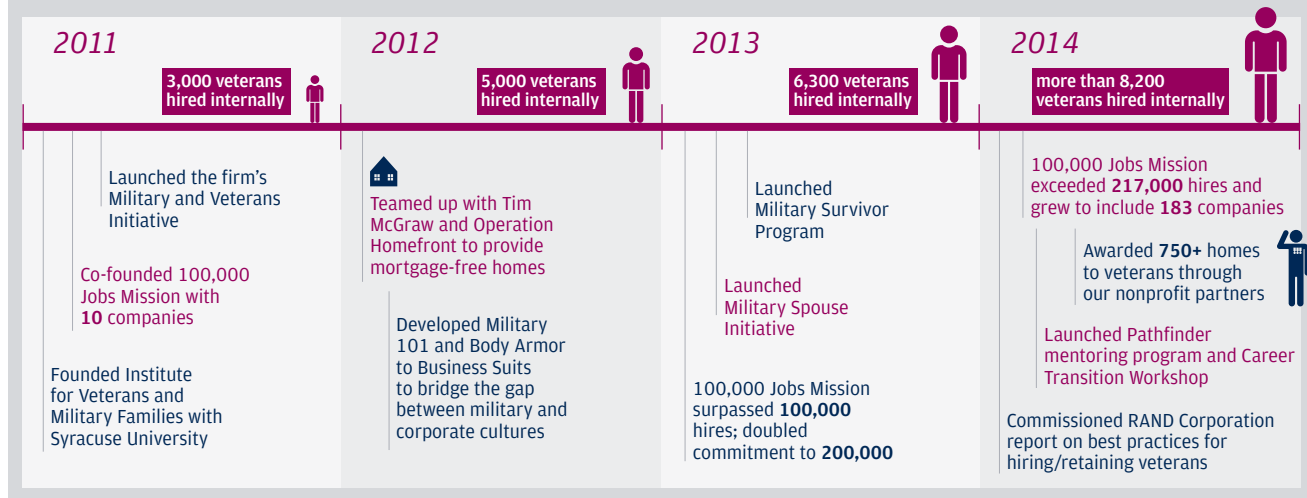 2011
3,000 veterans
hired internally
Launched the firm's
Military and Veterans
Initiative
Co-founded 100,000
Jobs Mission with
10 companies
Founded Institute
for Veterans and
Military Families with
Syracuse University
2012
5,000 veterans
hired internally
Teamed up with Tim
McGraw and Operation
Homefront to provide
mortgage-free homes
Developed Military
101 and Body Armor
to Business Suits
to bridge the gap
between military and
corporate cultures
2013
6,300 veterans
hired internally
Launched
Military Survivor
Program
Launched
Military Spouse
Initiative
100,000 Jobs Mission
surpassed 100,000
hires; doubled
commitment to 200,000
2014
more than 8,200
veterans hired internally
100,000 Jobs Mission
exceeded 217,000 hires and
grew to include 183 companies
Awarded 750+ homes
to veterans through
our nonprofit partners
Launched Pathfinder
mentoring program and Career
Transition Workshop
Commissioned RAND Corporation
report on best practices for
hiring/retaining veterans